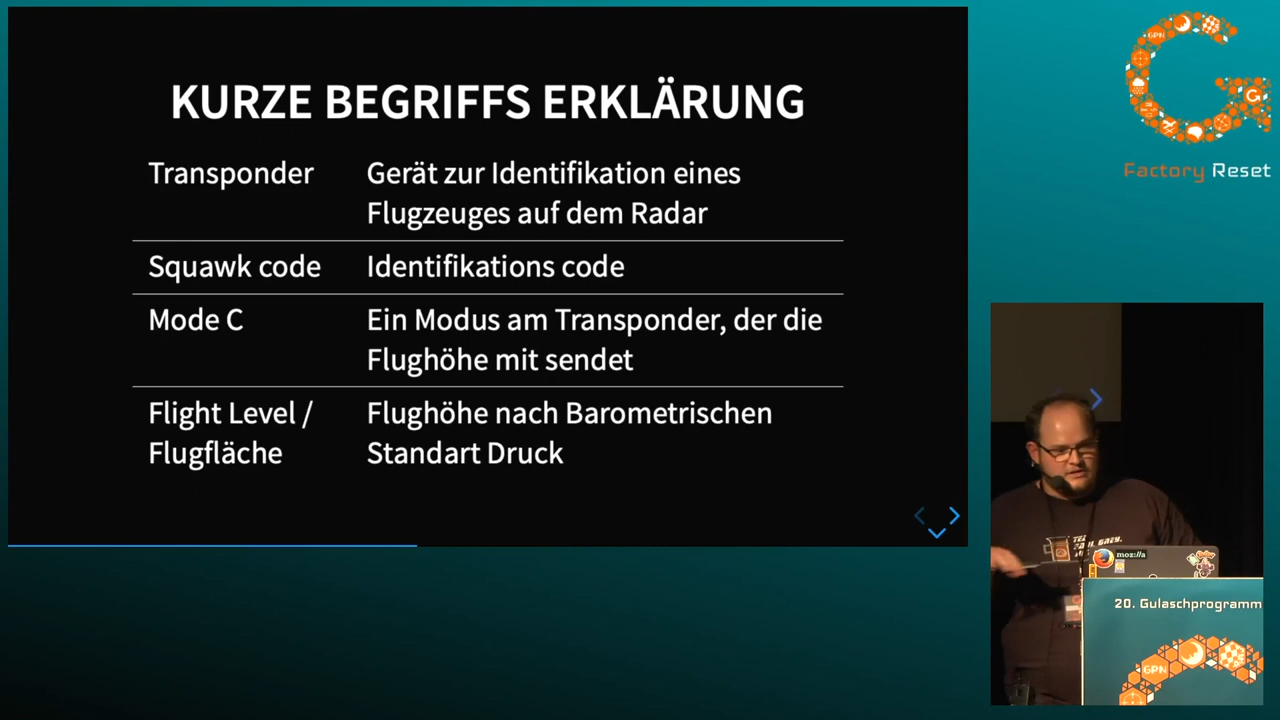 KURZE BEGRIFFS ERKLÄRUNG
Transponder
Gerät zur Identifikation eines
Flugzeuges auf dem Radar
Squawk code
Identifikations code
Mode C
Ein Modus am Transponder, der die
Flughöhe mit sendet
Flight Level /
Flugfläche
Flughöhe nach Barometrischen
Standart Druck
GPN
G
Factory Reset
moz://a
20. Gulaschprogramm
GPN